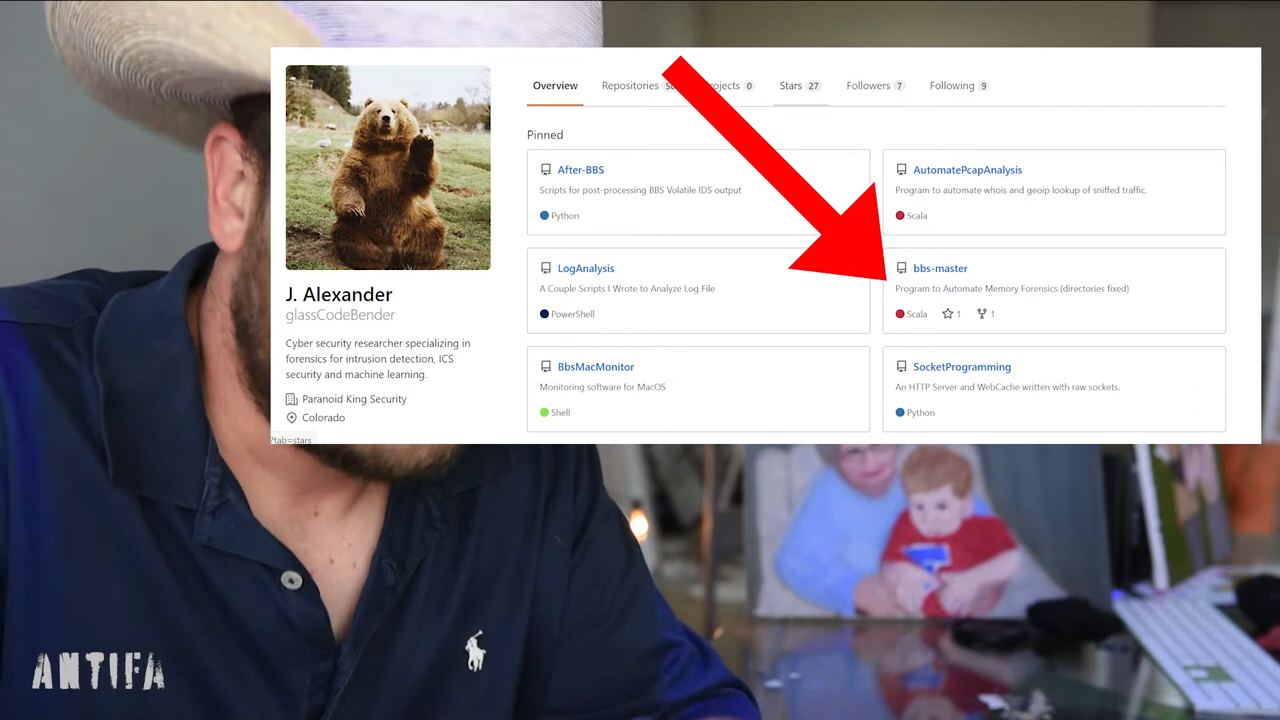 Overview Repositories Projects 0 Stars 27 Followers 7 Following 9
Pinned
After-BBS
Scripts for post-processing BBS Volatile IDS output
Python
AutomatePcapAnalysis
Program to automate whois and geoip lookup of sniffed traffic.
Scala
LogAnalysis
A Couple Scripts I Wrote to Analyze Log File
PowerShell
bbs-master
Program to Automate Memory Forensics (directories fixed)
Scala 1 1
BbsMacMonitor
Monitoring software for MacOS
Shell
SocketProgramming
An HTTP Server and WebCache written with raw sockets.
Python
J. Alexander
glassCodeBender
Cyber security researcher specializing in
forensics for intrusion detection, ICS
security and machine learning.
Paranoid King Security
Colorado
?tab=stars
ANTIFA